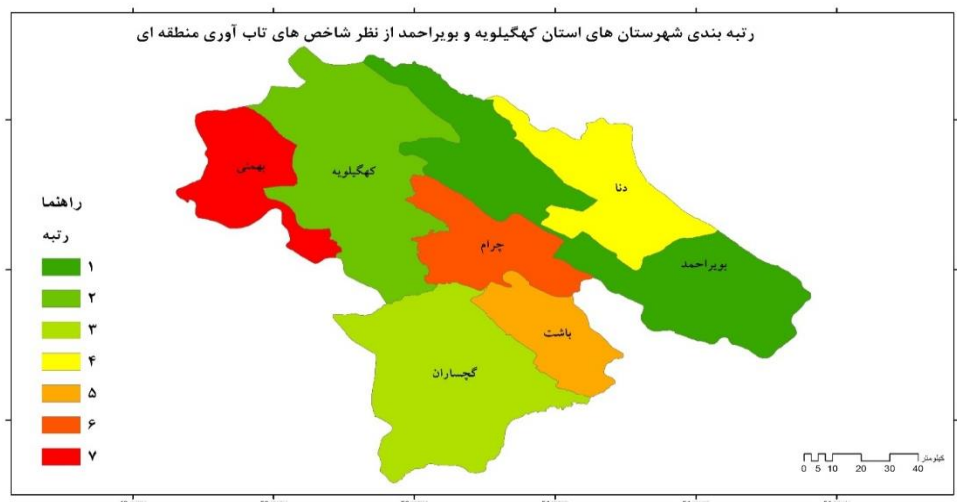 رتبه بندی شهرستان های استان کهگیلویه و بویراحمد از نظر شاخص های تاب آوری منطقه ای
بهمئی
کهگیلویه
دنا
چرام
بویراحمد
باشت
گچساران
راهنما
رتبه
۱
۲
۳
۴
۵
۶
۷
کیلومتر
0 5 10 20 30 40